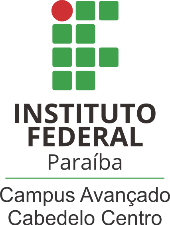 INSTITUTO
FEDERAL
Paraíba
Campus Avançado
Cabedelo Centro